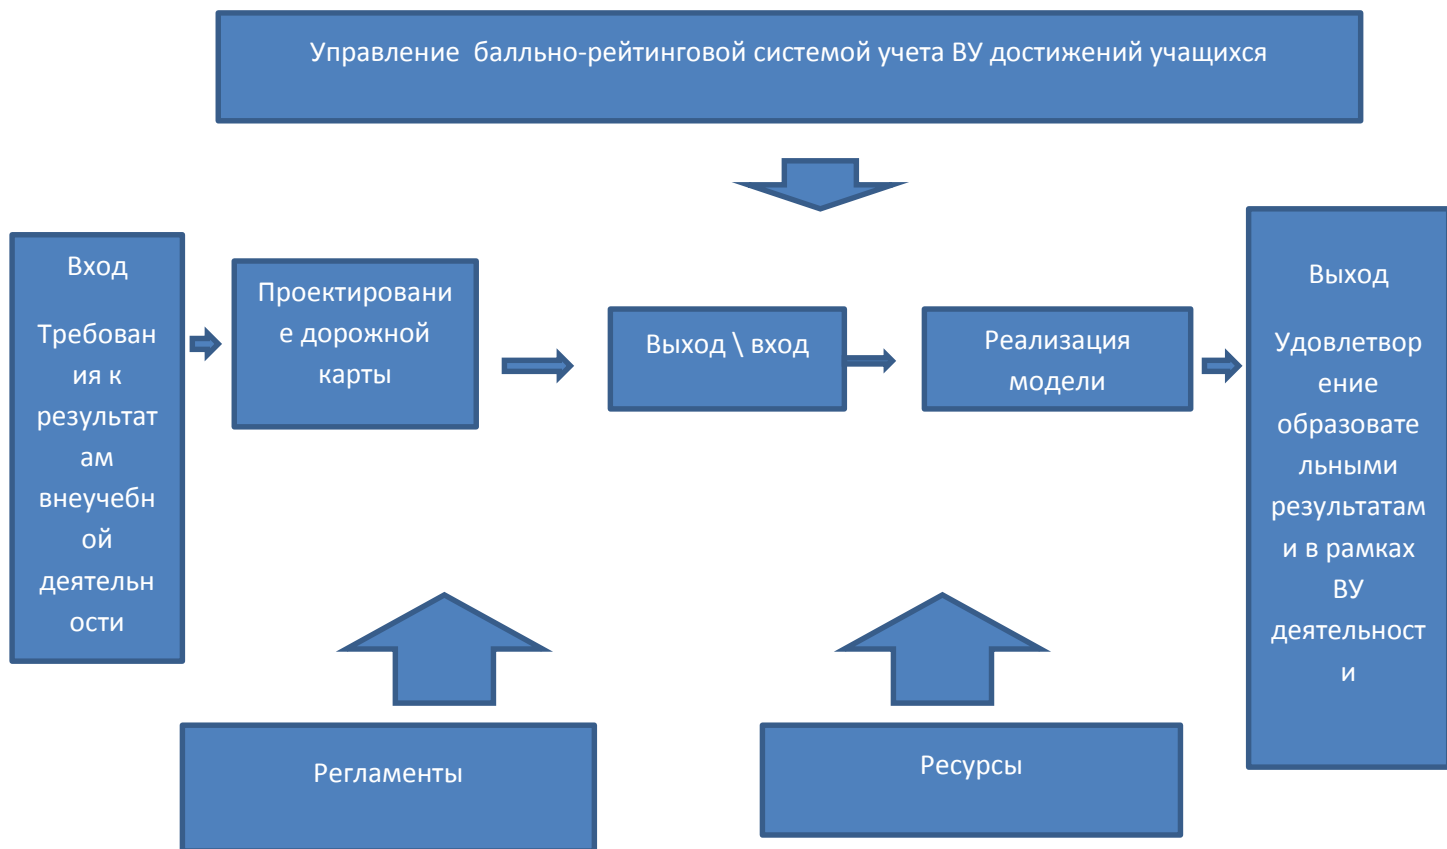 Управление балльно-рейтинговой системой учета ВУ достижений учащихся
Вход
Требован
ия к
результат
ам
внеучебн
ой
деятельн
ости
Проектировани
е дорожной
карты
Выход \ вход
Реализация
модели
Выход
Удовлетвор
ение
образовате
льными
результатам
и в рамках
ВУ
деятельност
и
Регламенты
Ресурсы